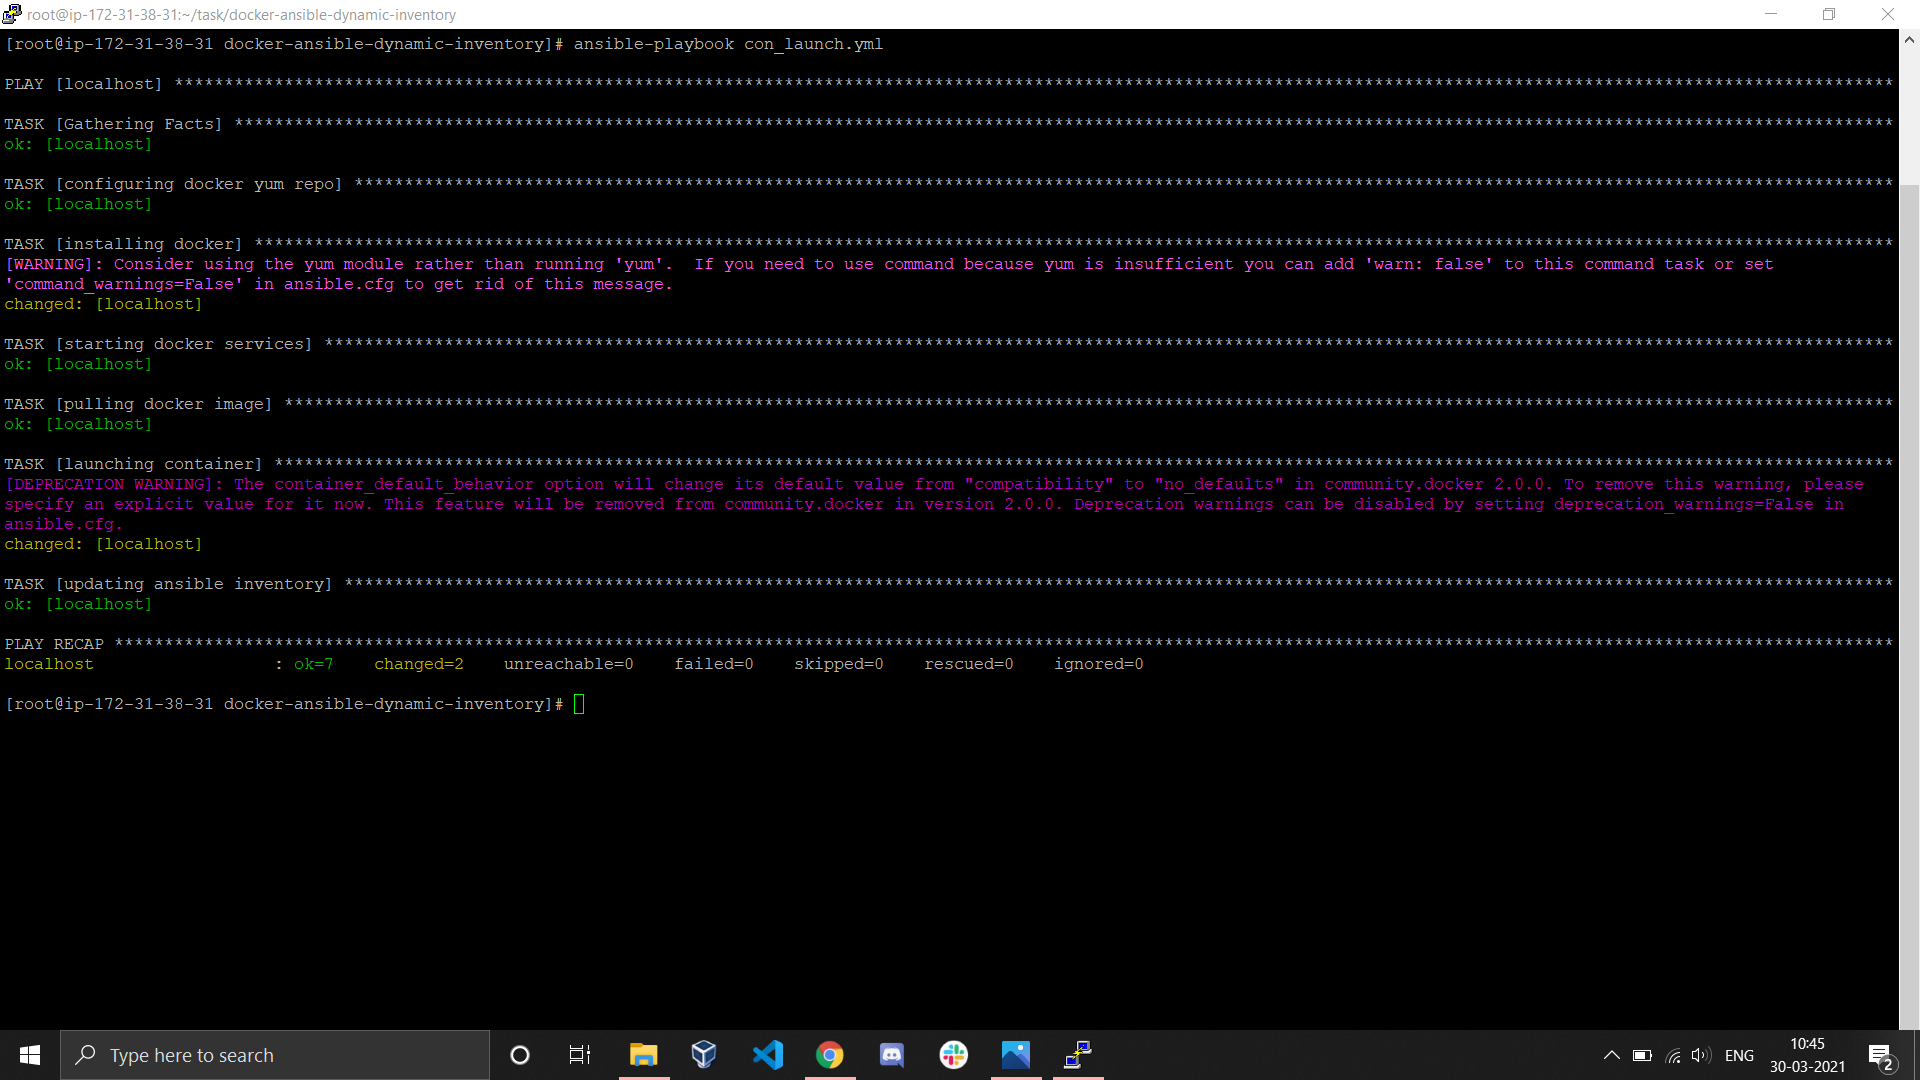 root@ip-172-31-38-31:~/task/docker-ansible-dynamic-inventory
[root@ip-172-31-38-31 docker-ansible-dynamic-inventory]# ansible-playbook con_launch.yml
PLAY [localhost] ****************************************************************************************************************************************************************************
TASK [Gathering Facts] **********************************************************************************************************************************************************************
ok: [localhost]
TASK [configuring docker yum repo] **********************************************************************************************************************************************************
ok: [localhost]
TASK [installing docker] ********************************************************************************************************************************************************************
[WARNING]: Consider using the yum module rather than running 'yum'.  If you need to use command because yum is insufficient you can add 'warn: false' to this command task or set
'command_warnings=False' in ansible.cfg to get rid of this message.
changed: [localhost]
TASK [starting docker services] *************************************************************************************************************************************************************
ok: [localhost]
TASK [pulling docker image] *****************************************************************************************************************************************************************
ok: [localhost]
TASK [launching container] ******************************************************************************************************************************************************************
[DEPRECATION WARNING]: The container_default_behavior option will change its default value from "compatibility" to "no_defaults" in community.docker 2.0.0. To remove this warning, please
specify an explicit value for it now. This feature will be removed from community.docker in version 2.0.0. Deprecation warnings can be disabled by setting deprecation_warnings=False in
ansible.cfg.
changed: [localhost]
TASK [updating ansible inventory] ***********************************************************************************************************************************************************
ok: [localhost]
PLAY RECAP **********************************************************************************************************************************************************************************
localhost                  : ok=7    changed=2    unreachable=0    failed=0    skipped=0    rescued=0    ignored=0
[root@ip-172-31-38-31 docker-ansible-dynamic-inventory]#
Type here to search
ENG
10:45
30-03-2021
2